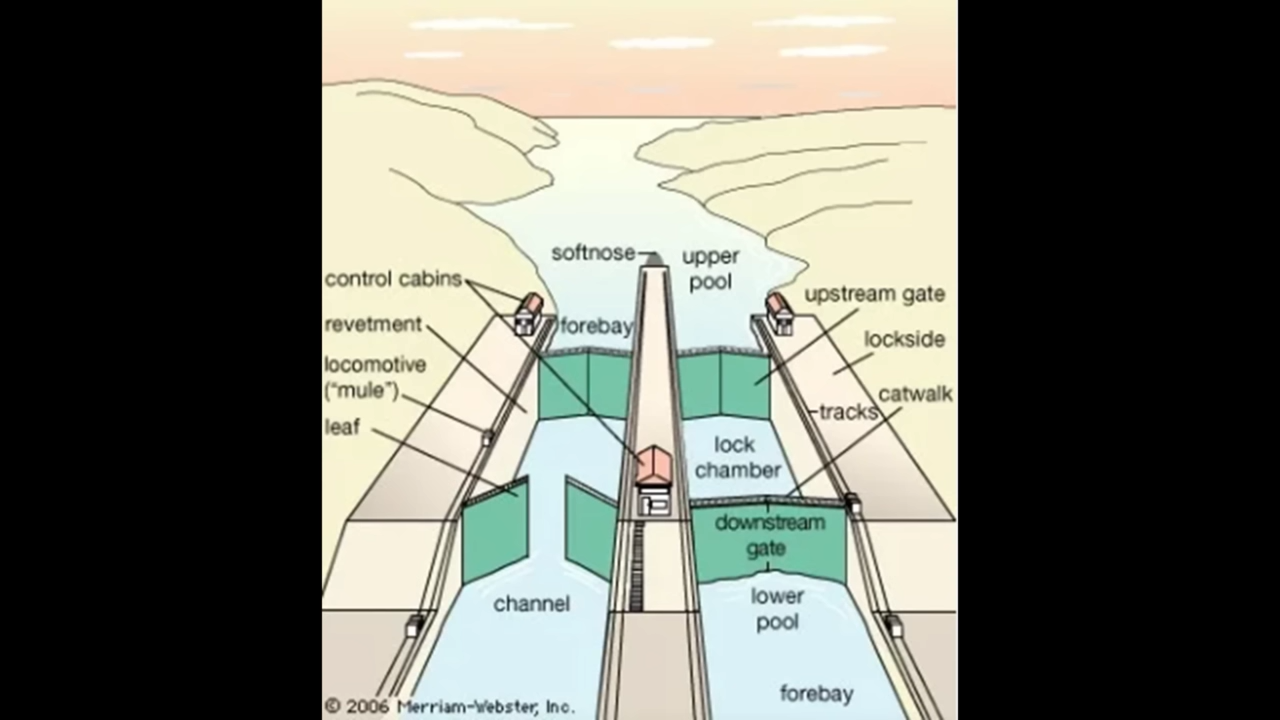 softnose
upper
pool
control cabins
upstream gate
revetment
forebay
lockside
locomotive
("mule")
catwalk
tracks
leaf
lock
chamber
downstream
gate
channel
lower
pool
forebay
© 2006 Merriam-Webster, Inc.